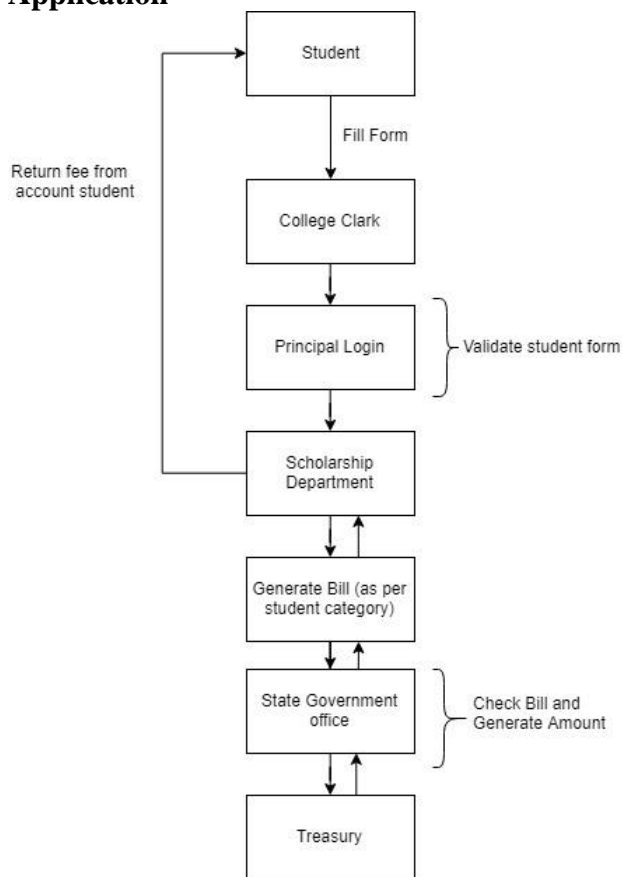 Application
Student
Fill Form
Return fee from
account student
College Clark
Principal Login
Validate student form
Scholarship
Department
Generate Bill (as per
student category)
State Government
office
Check Bill and
Generate Amount
Treasury